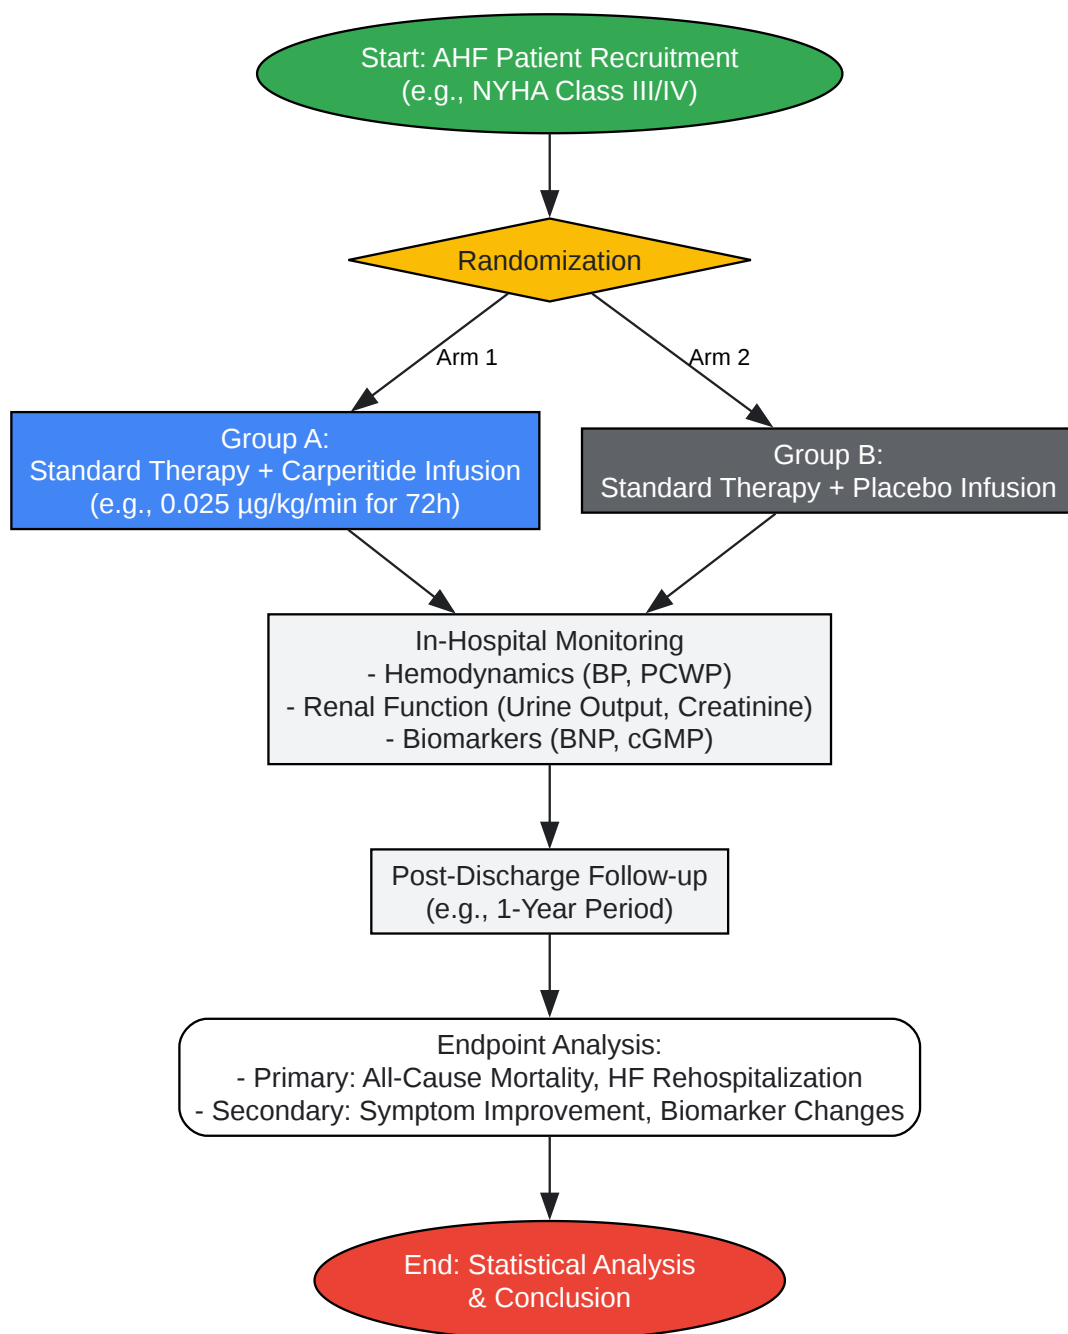 Start: AHF Patient Recruitment
(e.g., NYHA Class III/IV)
Randomization
Arm 1
Arm 2
Group A:
Standard Therapy + Carperitide Infusion
(e.g., 0.025 µg/kg/min for 72h)
Group B:
Standard Therapy + Placebo Infusion
In-Hospital Monitoring
- Hemodynamics (BP, PCWP)
- Renal Function (Urine Output, Creatinine)
- Biomarkers (BNP, cGMP)
Post-Discharge Follow-up
(e.g., 1-Year Period)
Endpoint Analysis:
- Primary: All-Cause Mortality, HF Rehospitalization
- Secondary: Symptom Improvement, Biomarker Changes
End: Statistical Analysis
& Conclusion